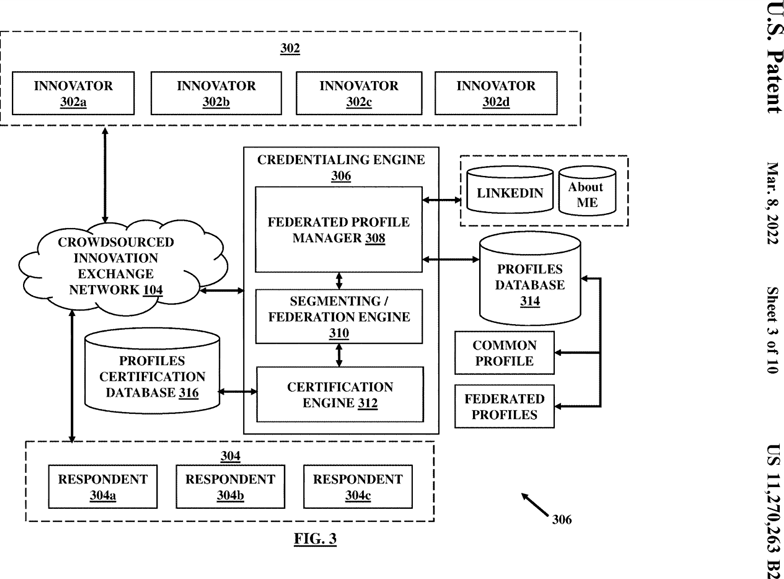 U.S. Patent
Mar. 8, 2022
Sheet 3 of 10
US 11,270,263 B2
302
INNOVATOR
302a
INNOVATOR
302b
INNOVATOR
302c
INNOVATOR
302d
CREDENTIALING ENGINE
306
FEDERATED PROFILE
MANAGER 308
LINKEDIN
About
ME
CROWDSOURCED
INNOVATION
EXCHANGE
NETWORK 104
PROFILES
DATABASE
314
SEGMENTING /
FEDERATION ENGINE
310
COMMON
PROFILE
PROFILES
CERTIFICATION
DATABASE 316
CERTIFICATION
ENGINE 312
FEDERATED
PROFILES
304
RESPONDENT
304a
RESPONDENT
304b
RESPONDENT
304c
306
FIG. 3